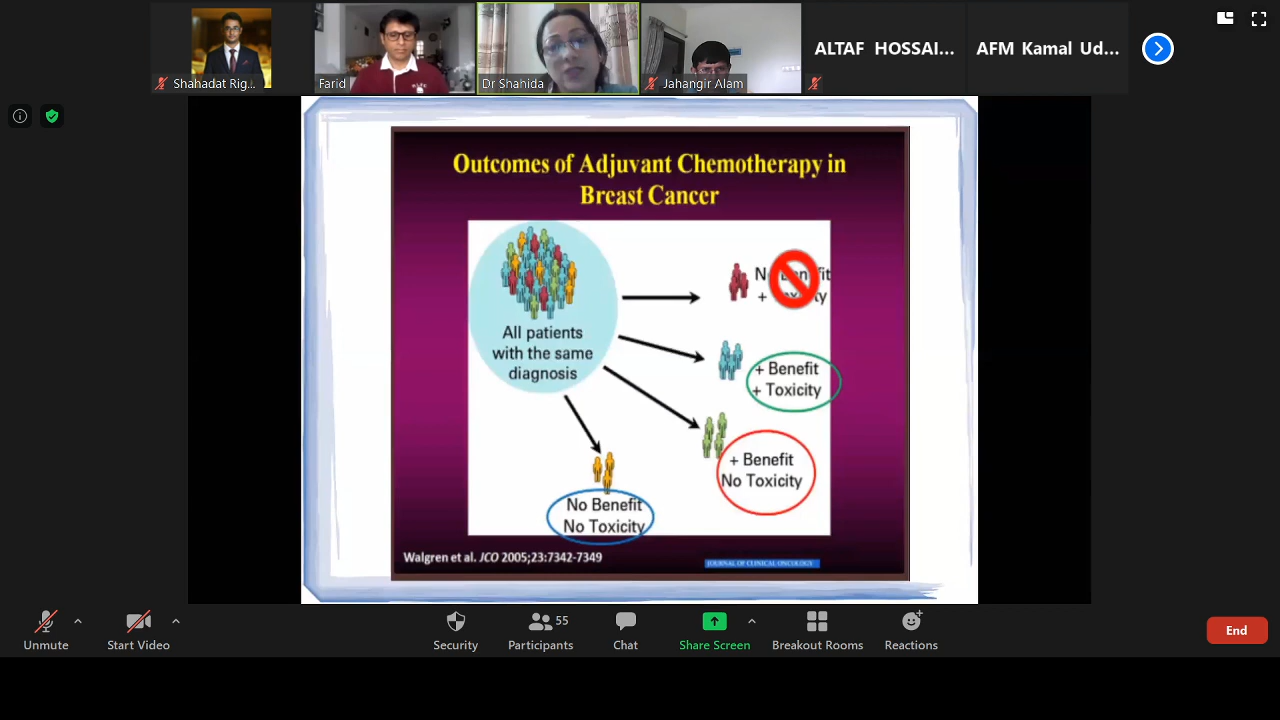 Shahadat Rig...
Farid
Dr Shahida
Jahangir Alam
ALTAF HOSSAI...
AFM Kamal Ud...
Outcomes of Adjuvant Chemotherapy in
Breast Cancer
All patients
with the same
diagnosis
No Benefit
+ Toxicity
+ Benefit
+ Toxicity
+ Benefit
No Toxicity
No Benefit
No Toxicity
Walgren et al. JCO 2005;23:7342-7349
JOURNAL OF CLINICAL ONCOLOGY
Unmute
Start Video
Security
55
Participants
Chat
Share Screen
Breakout Rooms
Reactions
End